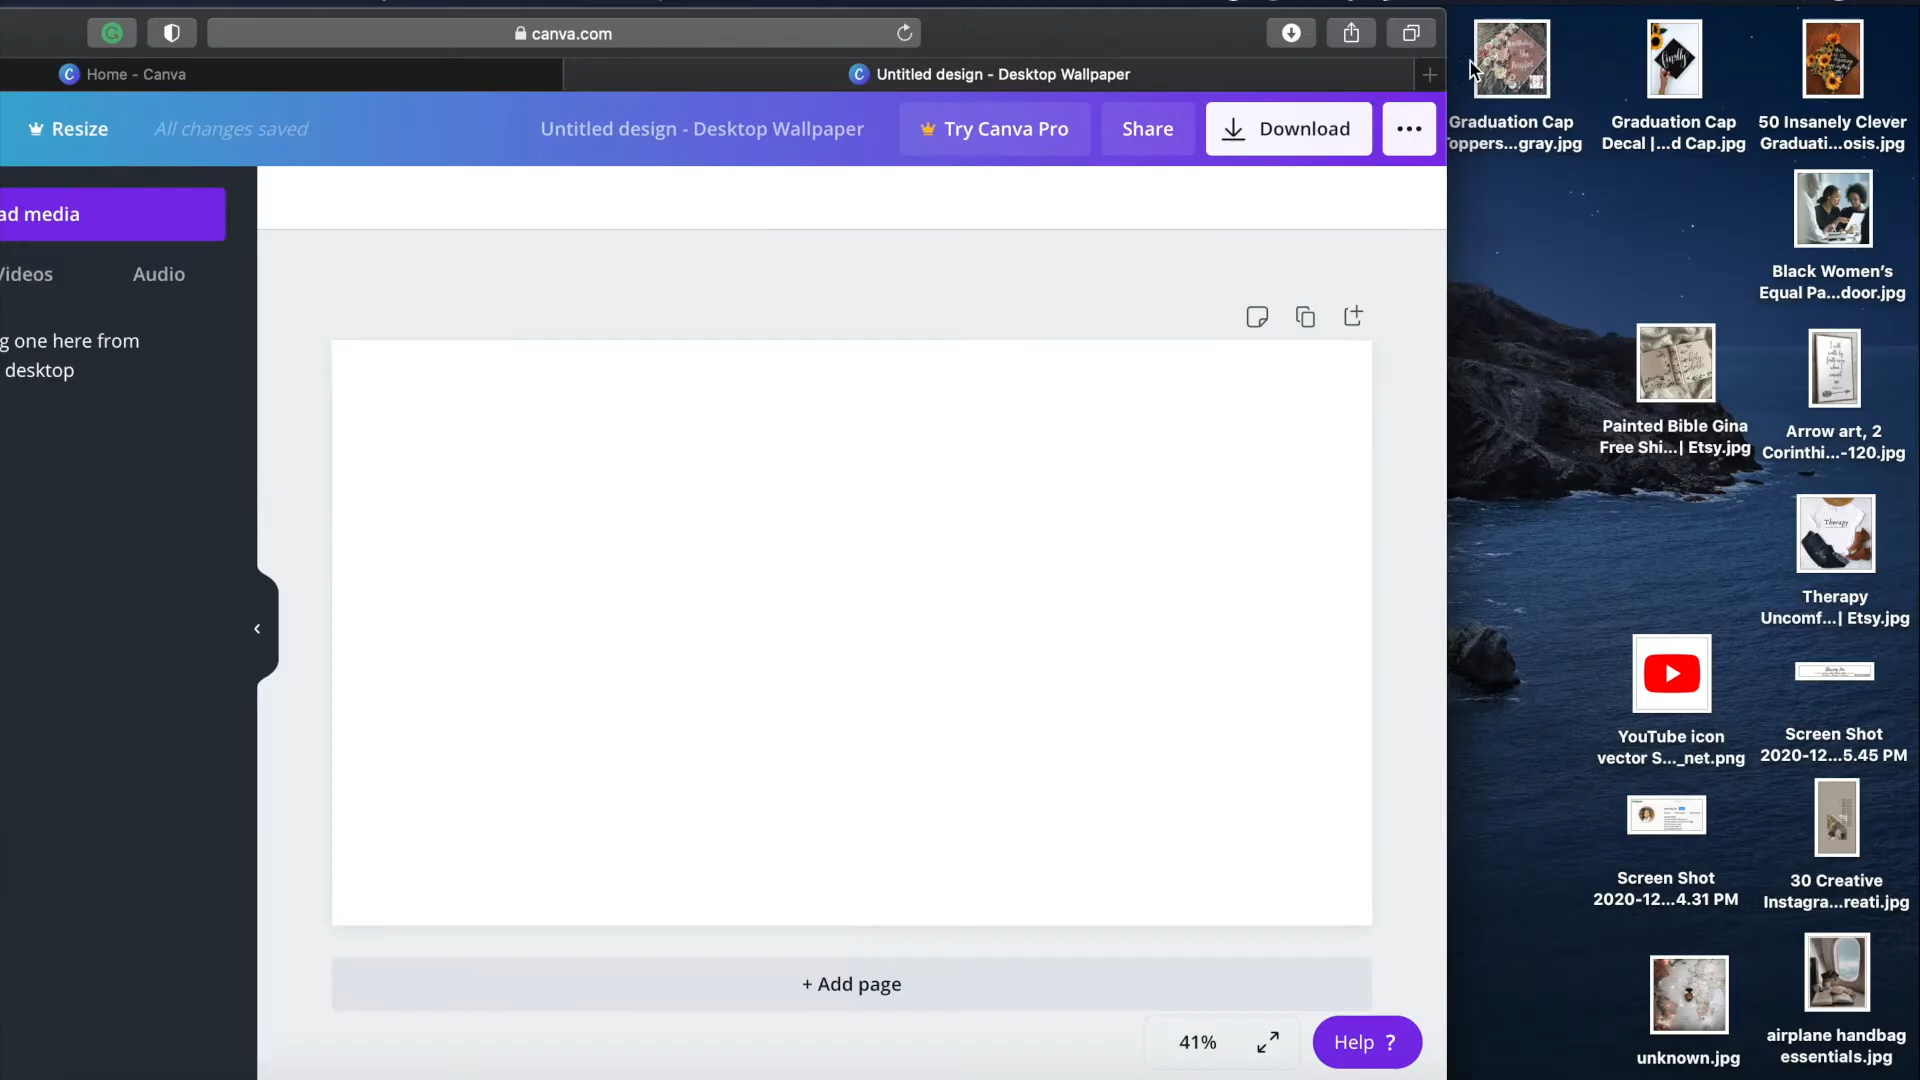 canva.com
Home - Canva
Untitled design - Desktop Wallpaper
Resize
All changes saved
Untitled design - Desktop Wallpaper
Try Canva Pro
Share
Download
ad media
Videos
Audio
g one here from
desktop
+ Add page
41%
Help ?
Graduation Cap
Toppers...gray.jpg
Graduation Cap
Decal |...d Cap.jpg
50 Insanely Clever
Graduati...osis.jpg
Black Women's
Equal Pa...door.jpg
Painted Bible Gina
Free Shi...| Etsy.jpg
Arrow art, 2
Corinthi...-120.jpg
Therapy
Therapy
Uncomf...| Etsy.jpg
YouTube icon
vector S..._net.png
Screen Shot
2020-12...5.45 PM
Screen Shot
2020-12...4.31 PM
30 Creative
Instagra...reati.jpg
unknown.jpg
airplane handbag
essentials.jpg